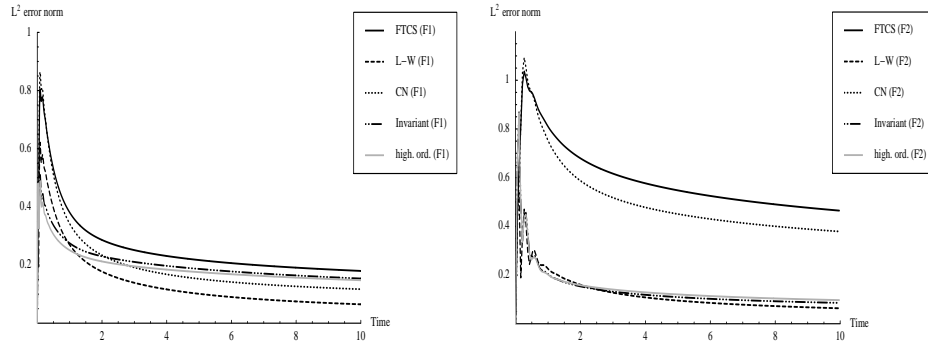 L2 error norm
1
0.8
0.6
0.4
0.2
2
4
6
8
10
Time
FTCS (F1)
L-W (F1)
CN (F1)
Invariant (F1)
high. ord. (F1)
L2 error norm
1
0.8
0.6
0.4
0.2
2
4
6
8
10
Time
FTCS (F2)
L-W (F2)
CN (F2)
Invariant (F2)
high. ord. (F2)